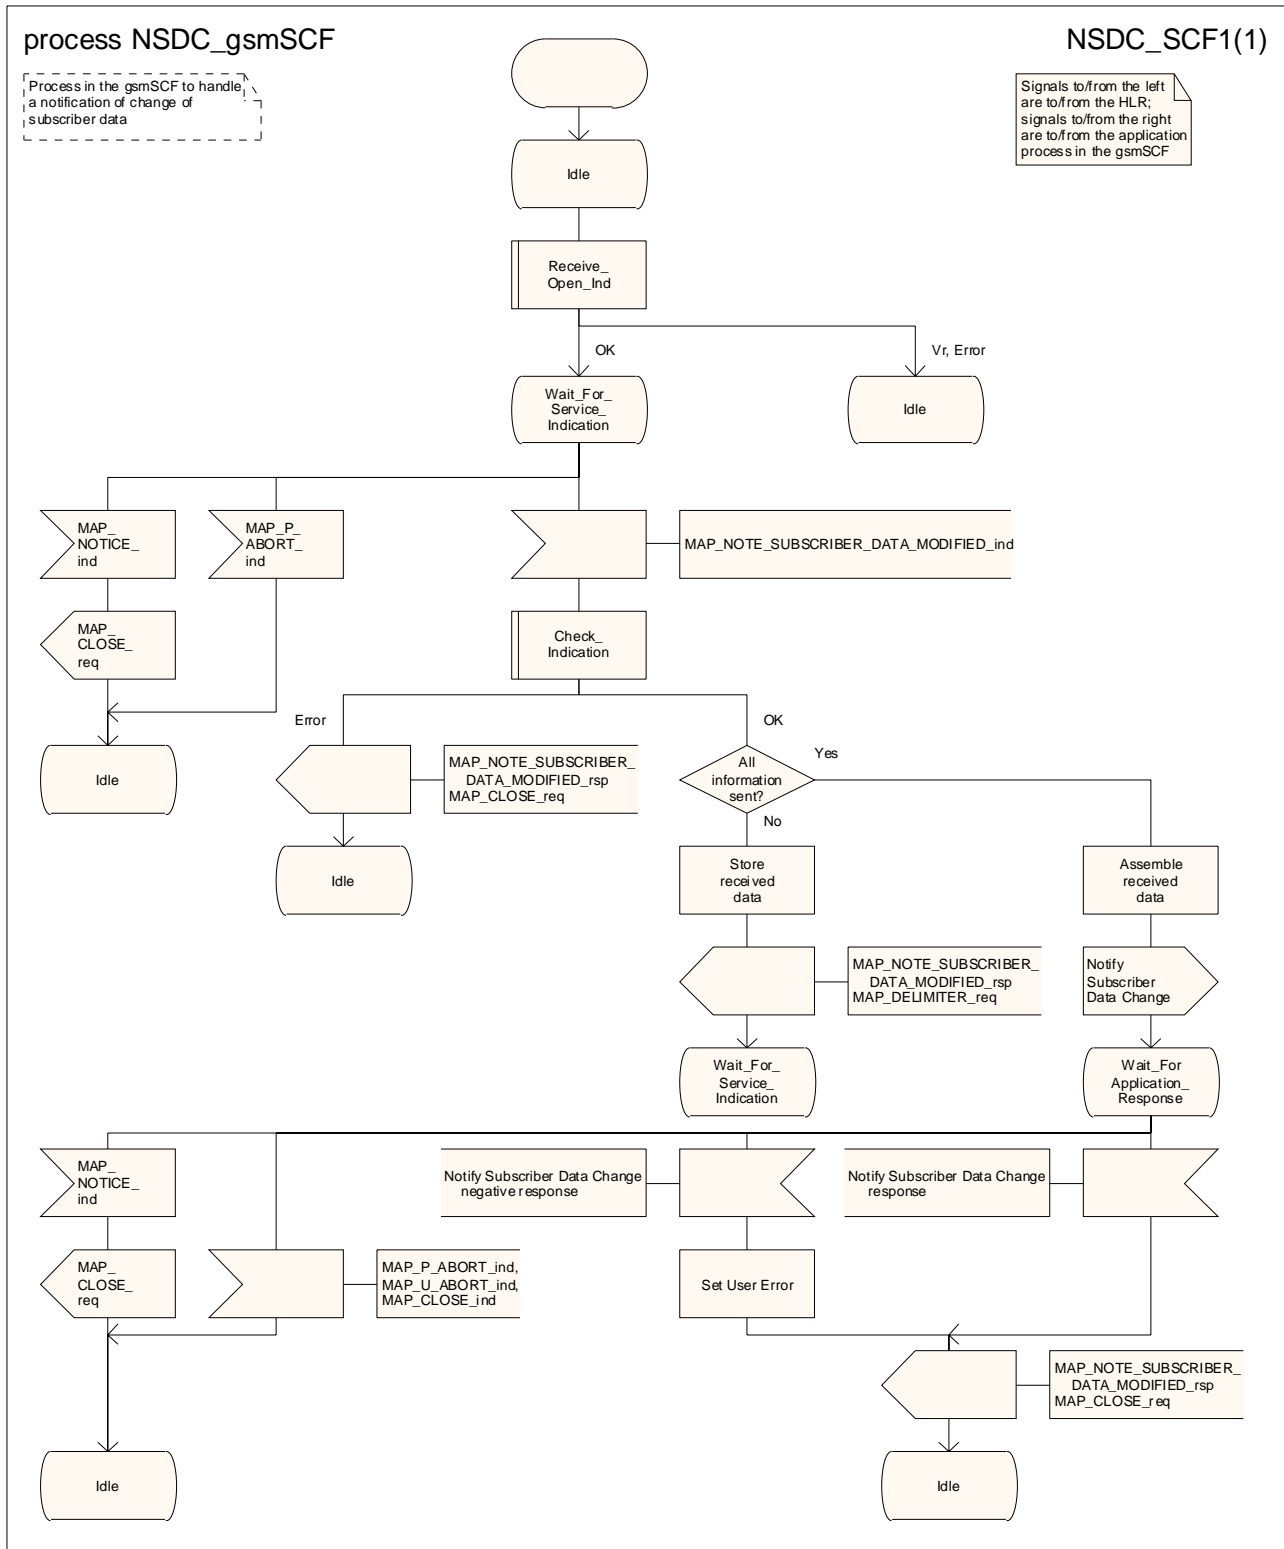 process NSDC_gsmSCF
NSDC_SCF1(1)
Process in the gsmSCF to handle
a notification of change of
subscriber data
Signals to/from the left
are to/from the HLR;
signals to/from the right
are to/from the application
process in the gsmSCF
Idle
Receive_
Open_Ind
OK
Vr, Error
Wait_For_
Service_
Indication
Idle
MAP_
NOTICE_
ind
MAP_P_
ABORT_
ind
MAP_NOTE_SUBSCRIBER_DATA_MODIFIED_ind
MAP_
CLOSE_
req
Check_
Indication
Error
OK
Idle
MAP_NOTE_SUBSCRIBER_
DATA_MODIFIED_rsp
MAP_CLOSE_req
All
information
sent?
Yes
No
Idle
Store
received
data
Assemble
received
data
MAP_NOTE_SUBSCRIBER_
DATA_MODIFIED_rsp
MAP_DELIMITER_req
Notify
Subscriber
Data Change
Wait_For_
Service_
Indication
Wait_For
Application_
Response
MAP_
NOTICE_
ind
Notify Subscriber Data Change
negative response
Notify Subscriber Data Change
response
MAP_
CLOSE_
req
MAP_P_ABORT_ind,
MAP_U_ABORT_ind,
MAP_CLOSE_ind
Set User Error
MAP_NOTE_SUBSCRIBER_
DATA_MODIFIED_rsp
MAP_CLOSE_req
Idle
Idle